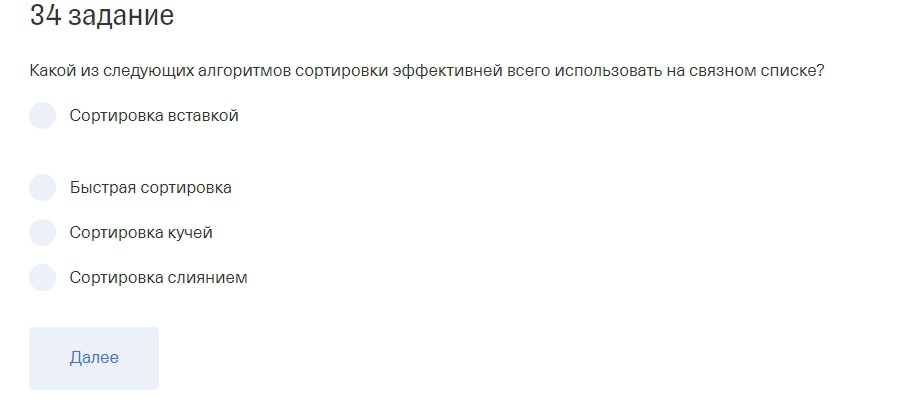 34 задание
Какой из следующих алгоритмов сортировки эффективней всего использовать на связном списке?
Сортировка вставкой
Быстрая сортировка
Сортировка кучей
Сортировка слиянием
Далее